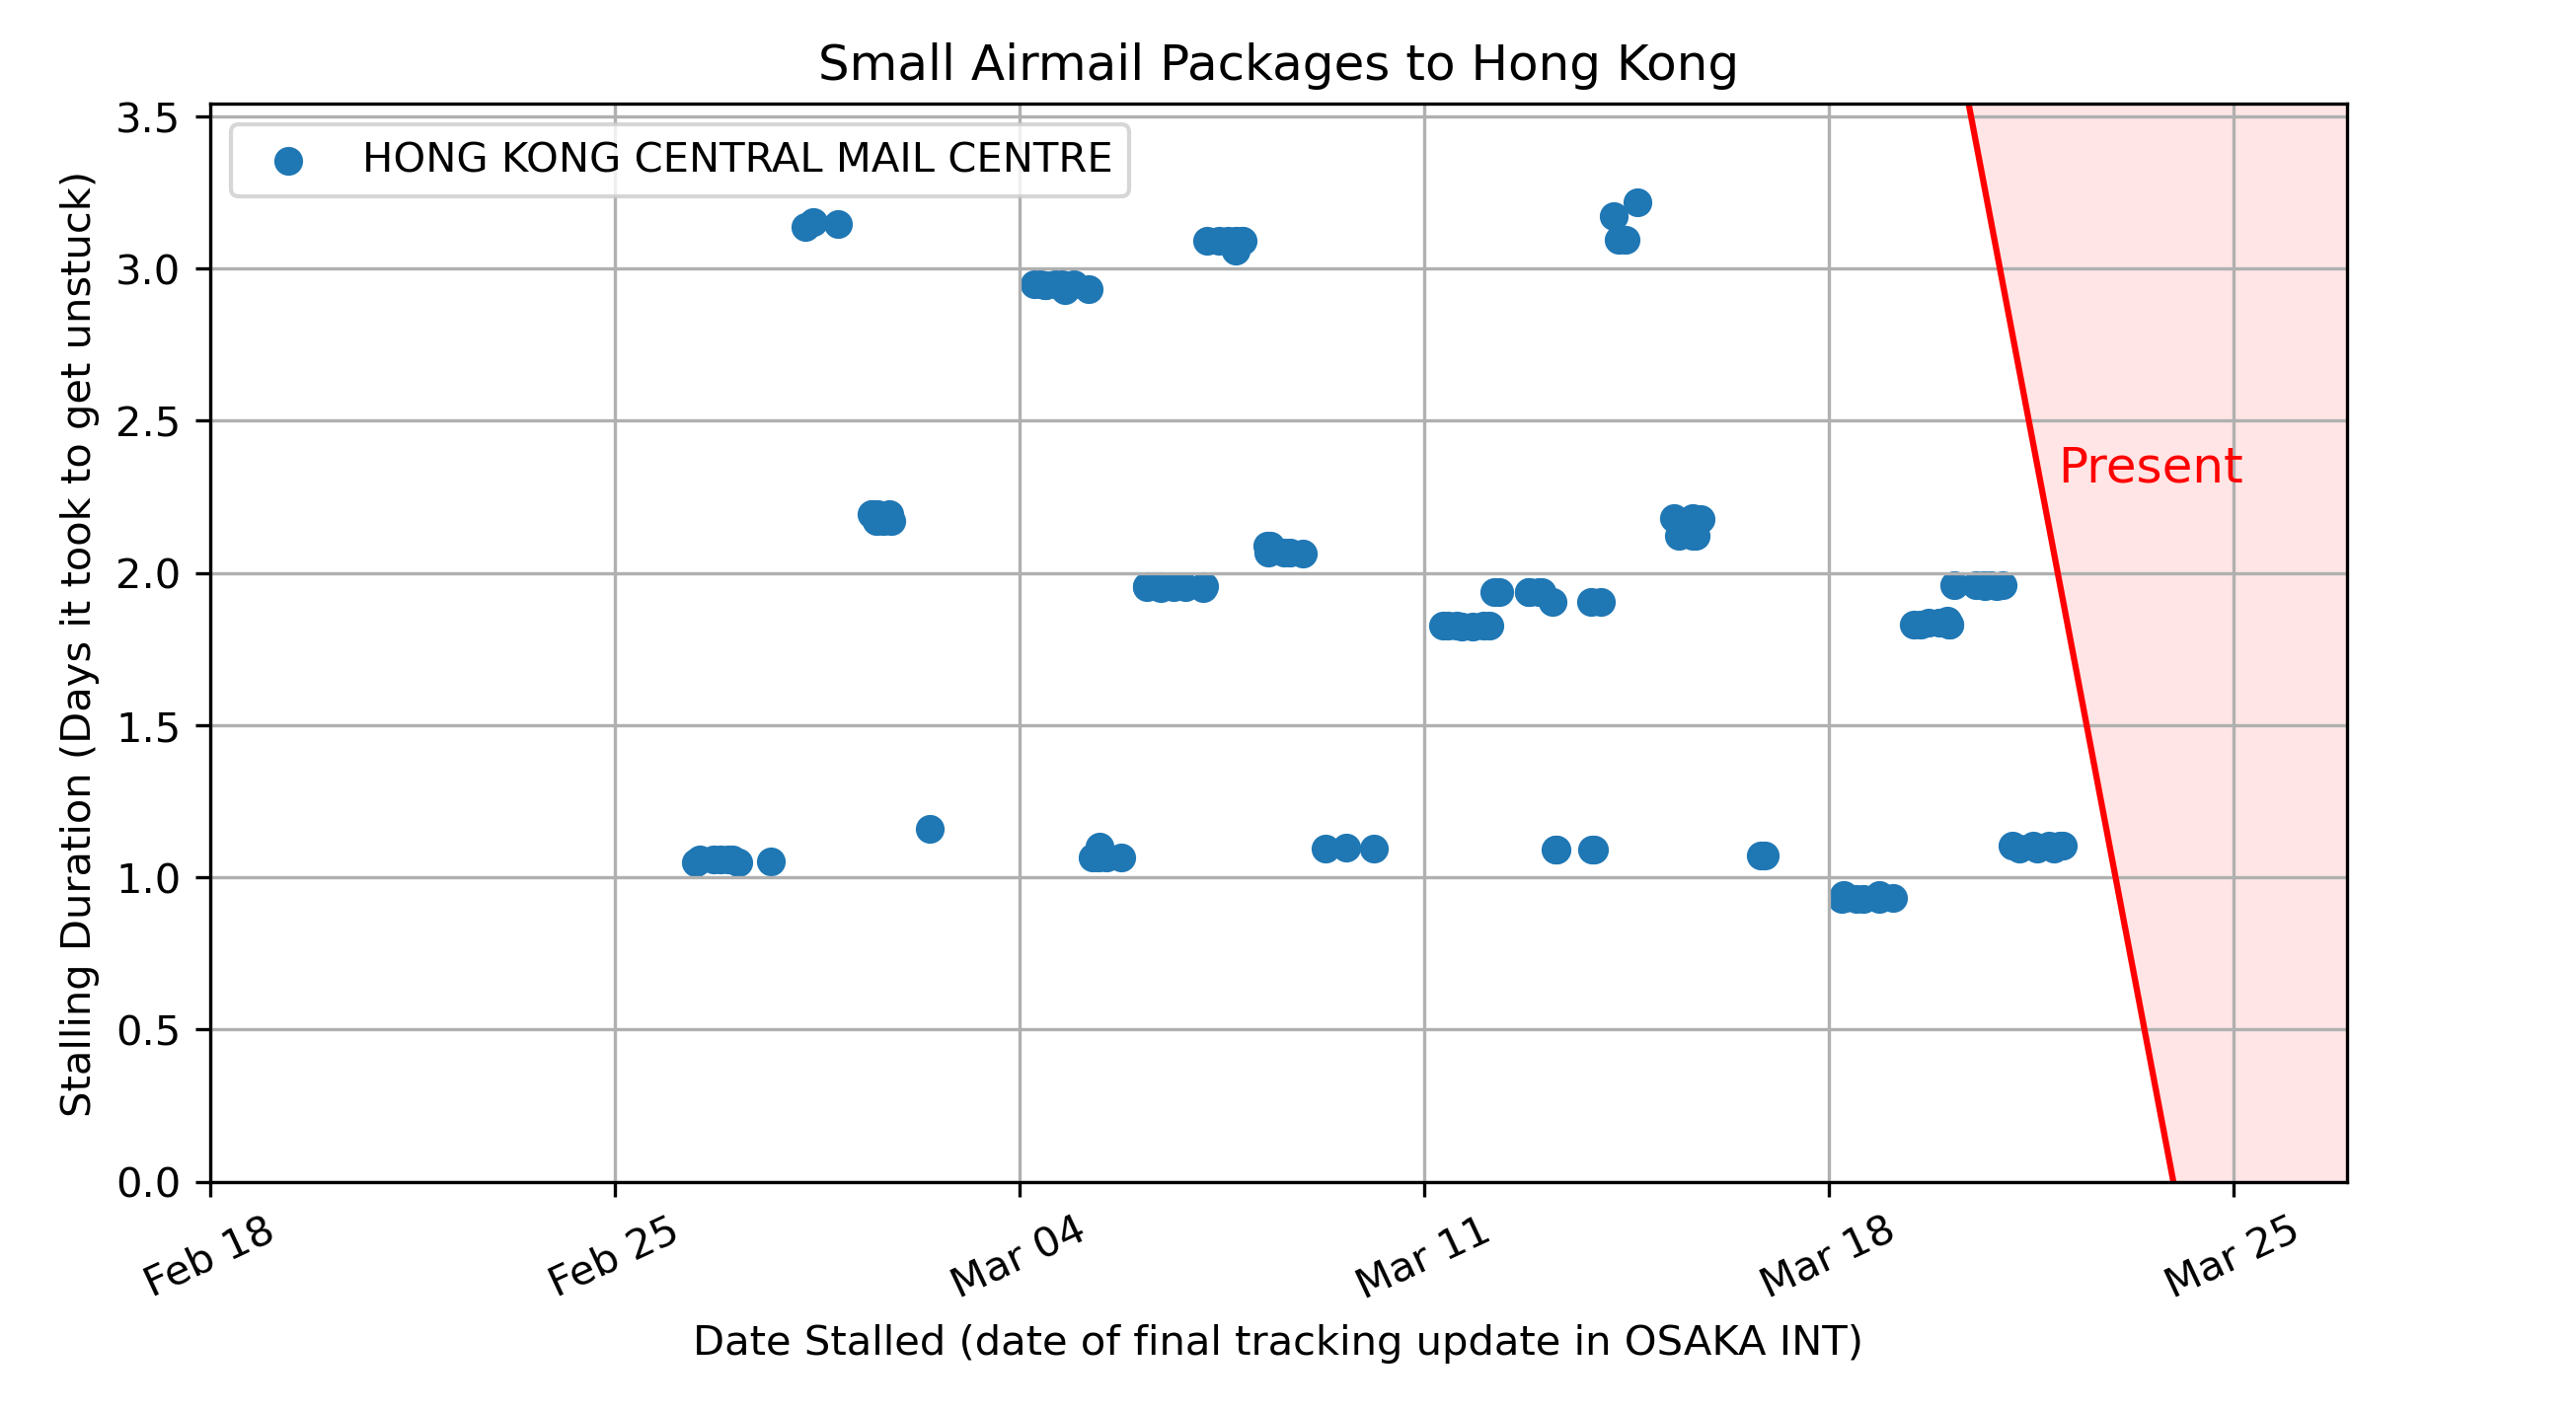 Small Airmail Packages to Hong Kong
HONG KONG CENTRAL MAIL CENTRE
Stalling Duration (Days it took to get unstuck)
3.5
3.0
2.5
2.0
1.5
1.0
0.5
0.0
Present
Feb 18
Feb 25
Mar 04
Mar 11
Mar 18
Mar 25
Date Stalled (date of final tracking update in OSAKA INT)